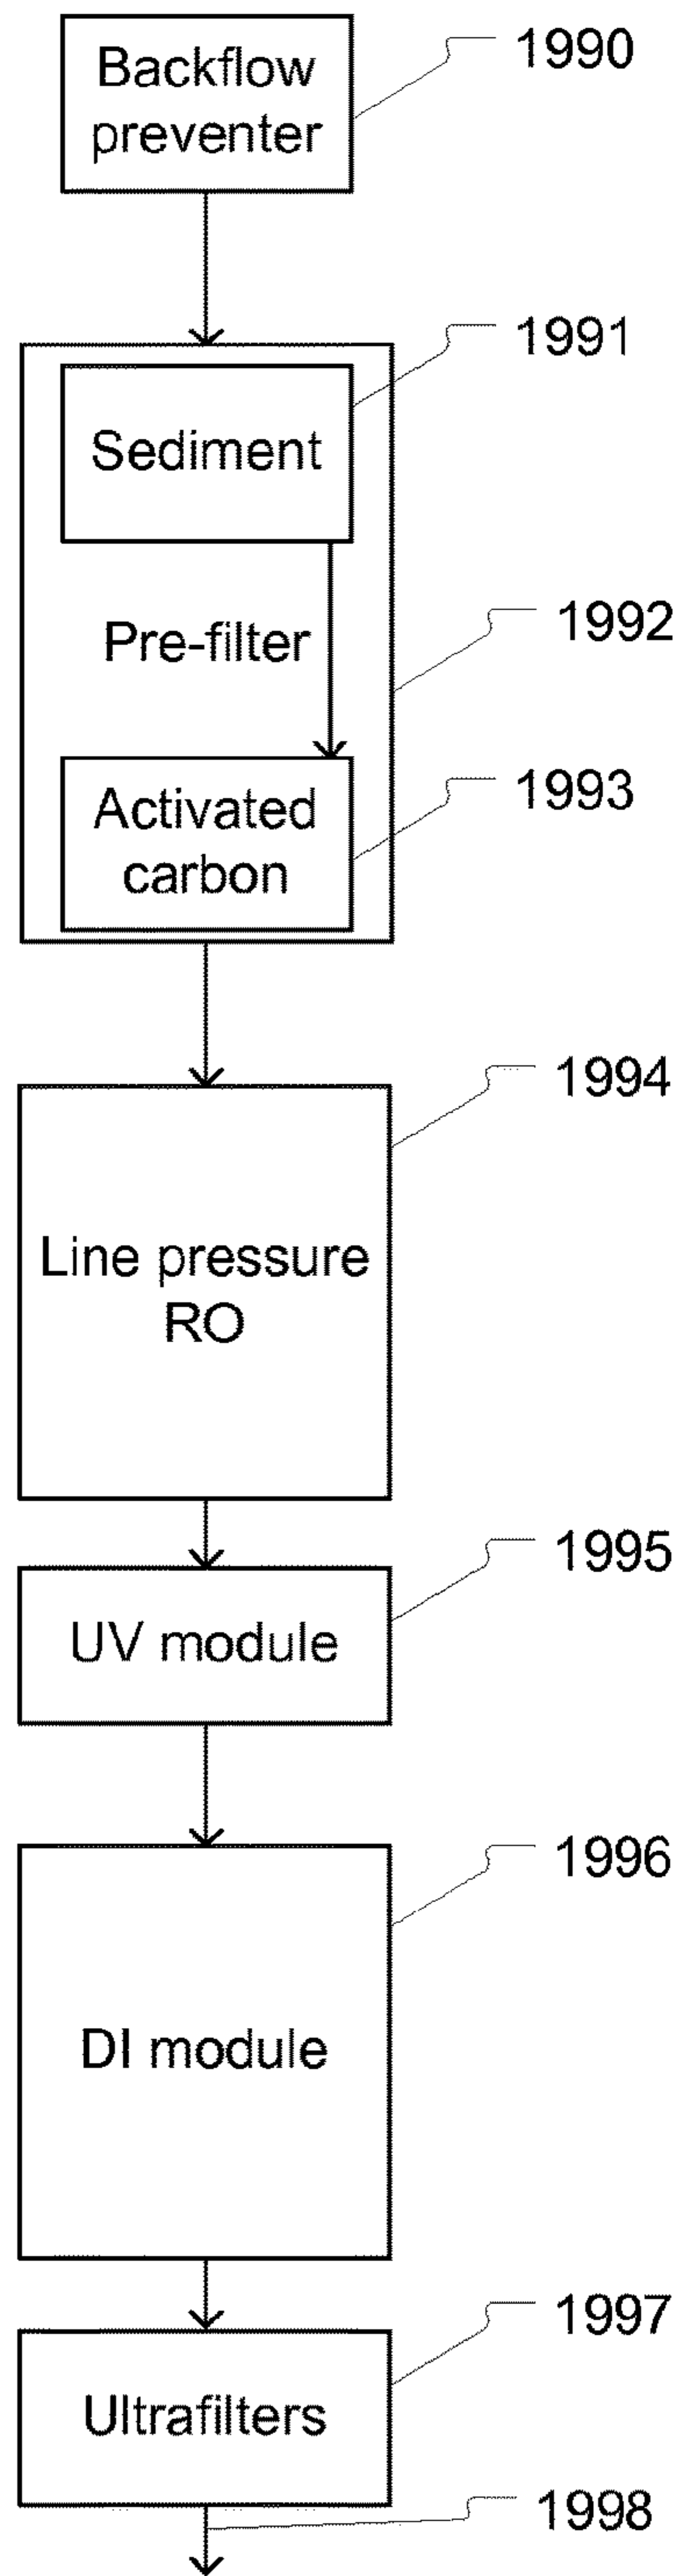 Backflow
preventer
1990
1991
Sediment
Pre-filter
1992
1993
Activated
carbon
1994
Line pressure
RO
1995
UV module
1996
DI module
1997
Ultrafilters
1998